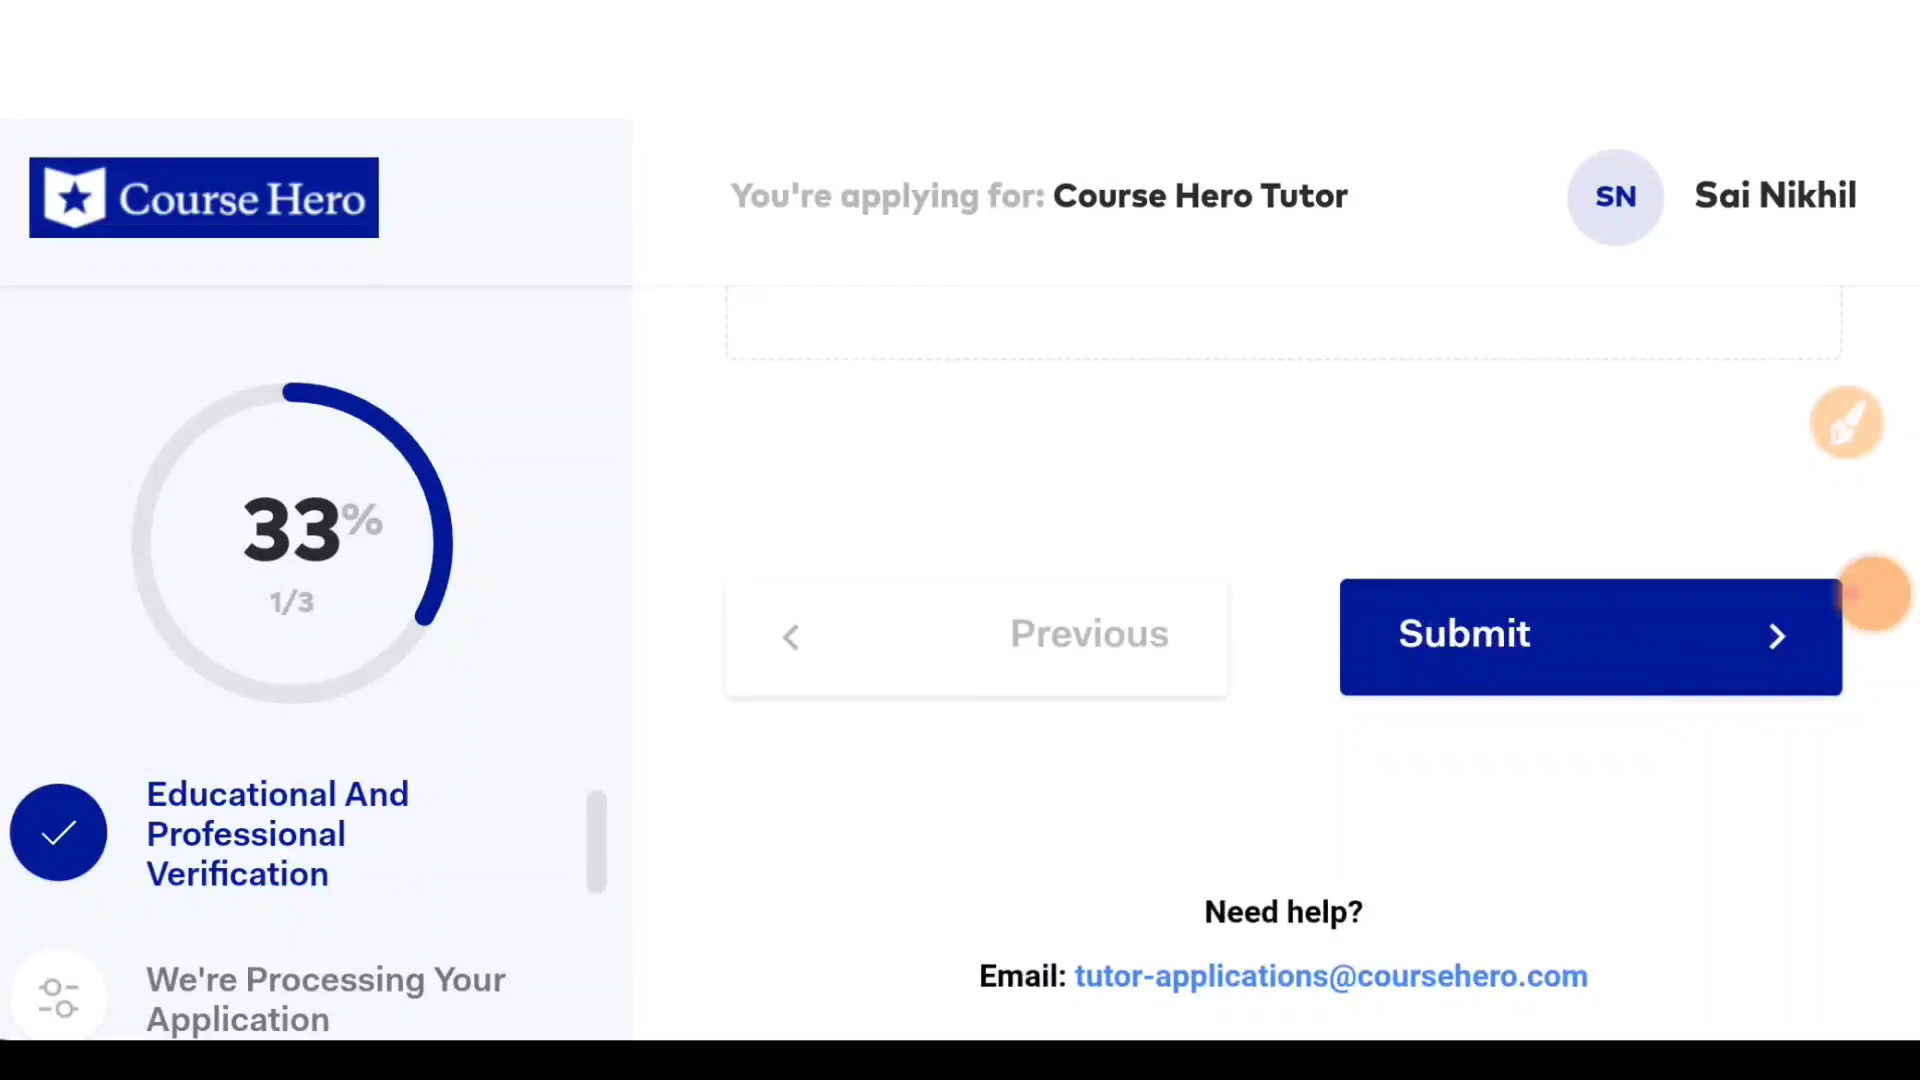 Course Hero
You're applying for: Course Hero Tutor
SN
Sai Nikhil
33%
1/3
Educational And
Professional
Verification
We're Processing Your
Application
Previous
Submit
Need help?
Email: tutor-applications@coursehero.com